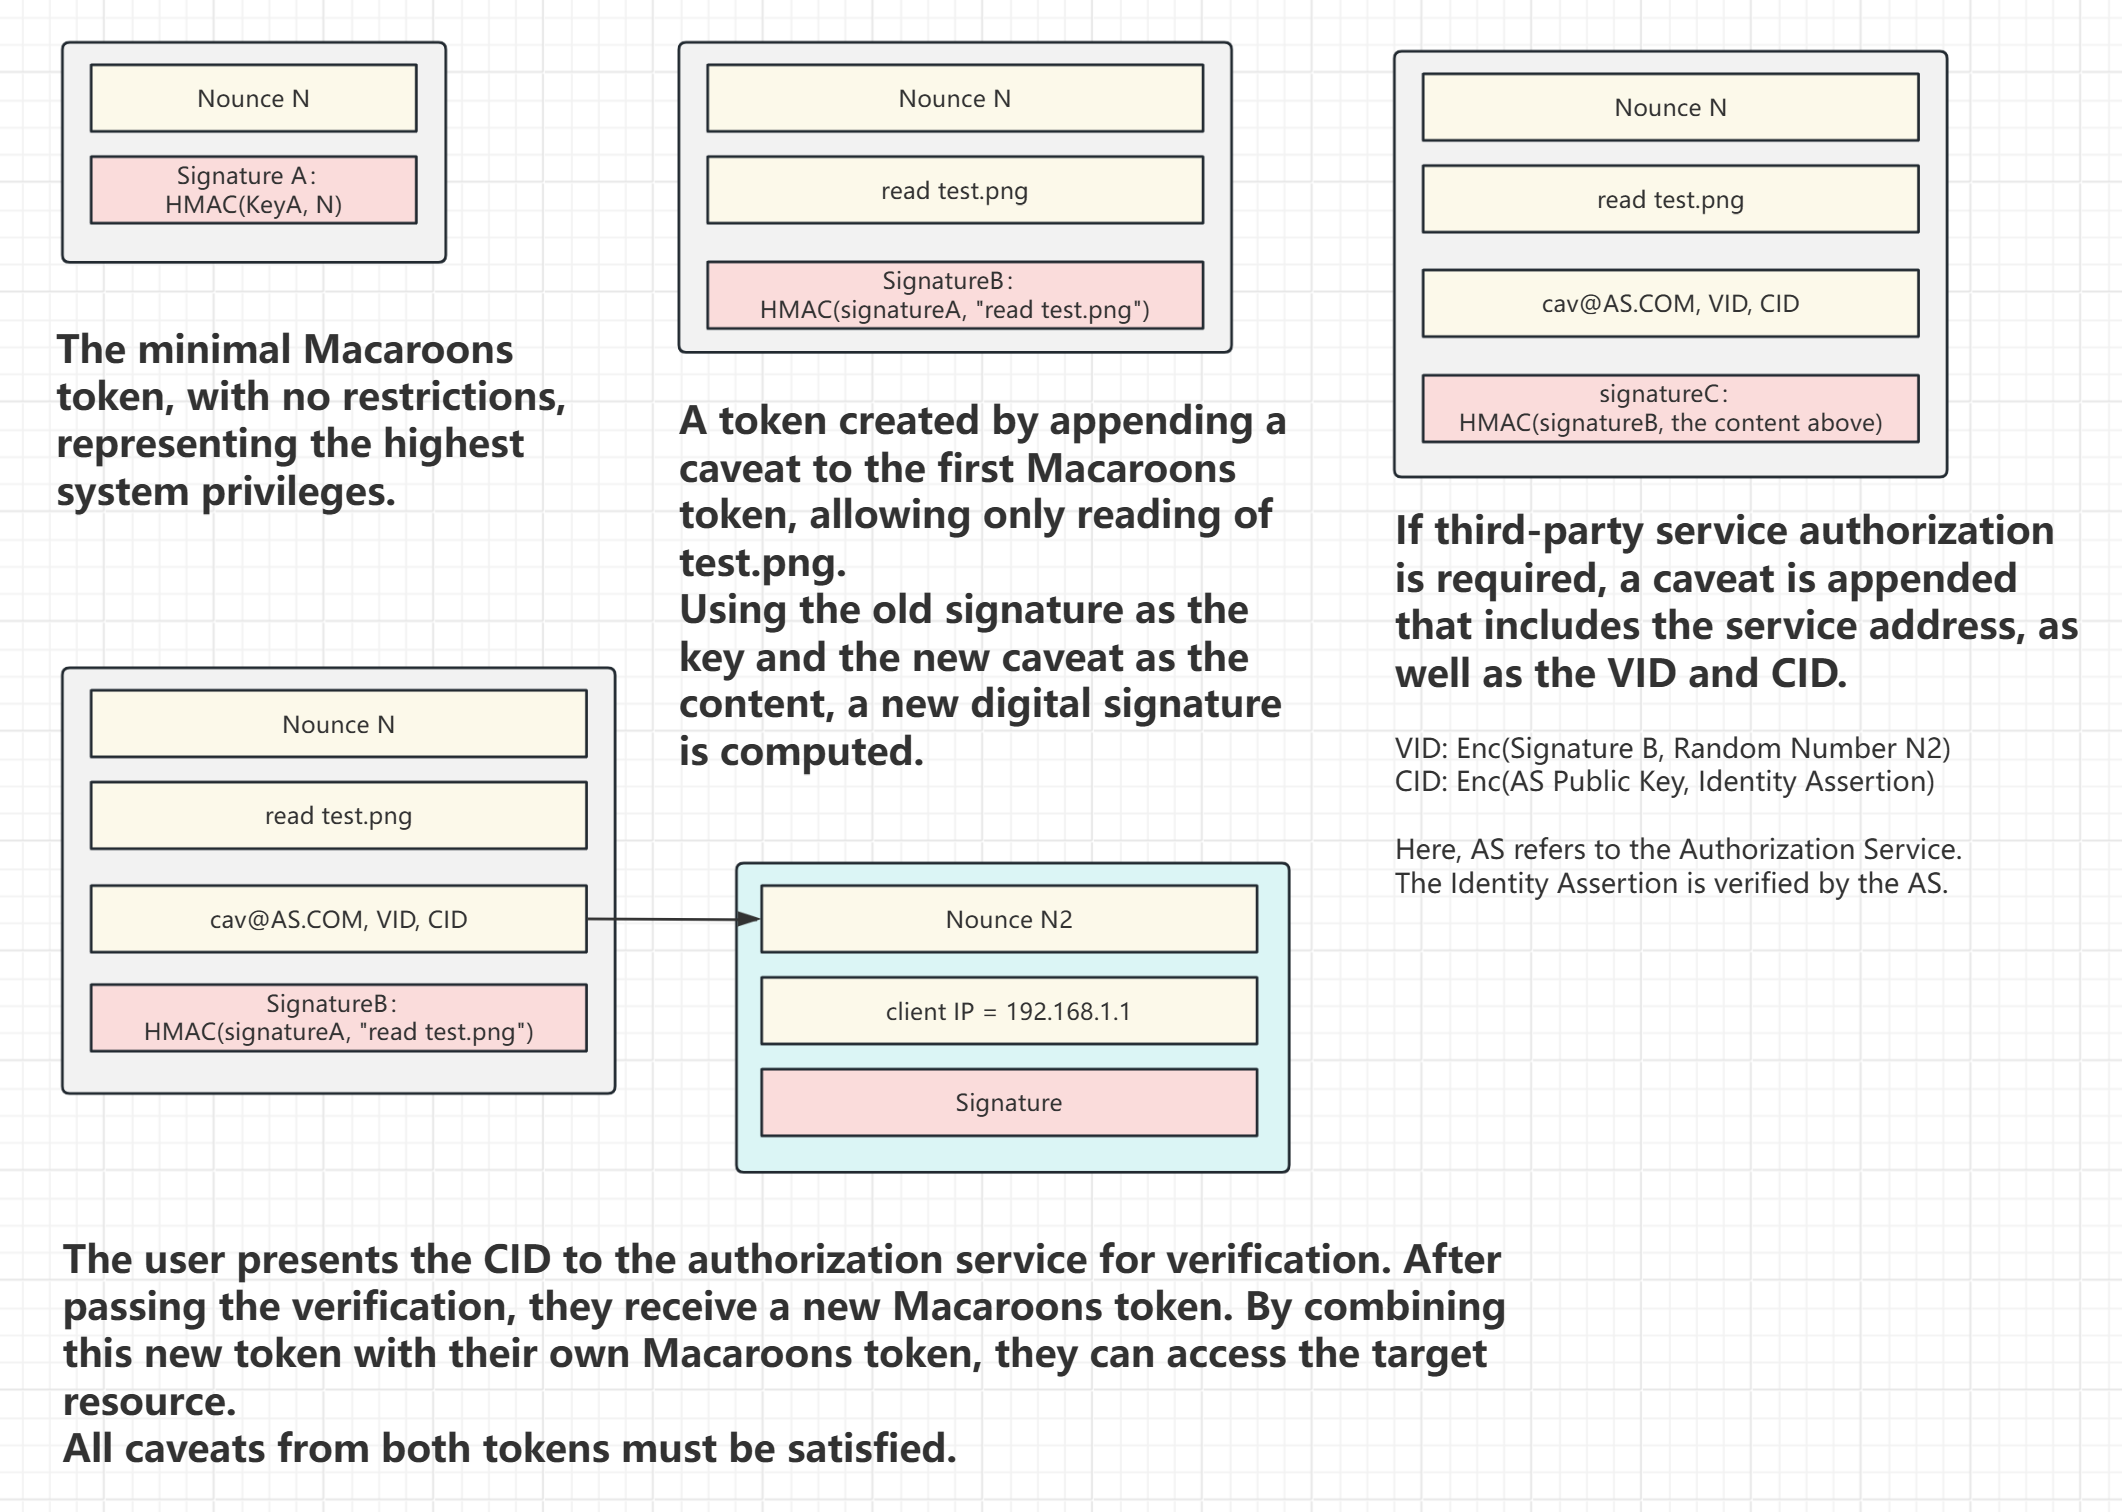 Nounce N
Signature A:
HMAC(KeyA, N)
The minimal Macaroons
token, with no restrictions,
representing the highest
system privileges.
Nounce N
read test.png
SignatureB:
HMAC(signatureA, "read test.png")
A token created by appending a
caveat to the first Macaroons
token, allowing only reading of
test.png.
Using the old signature as the
key and the new caveat as the
content, a new digital signature
is computed.
Nounce N
read test.png
cav@AS.COM, VID, CID
signatureC:
HMAC(signatureB, the content above)
If third-party service authorization
is required, a caveat is appended
that includes the service address, as
well as the VID and CID.
VID: Enc(Signature B, Random Number N2)
CID: Enc(AS Public Key, Identity Assertion)
Here, AS refers to the Authorization Service.
The Identity Assertion is verified by the AS.
Nounce N
read test.png
cav@AS.COM, VID, CID
SignatureB:
HMAC(signatureA, "read test.png")
Nounce N2
client IP = 192.168.1.1
Signature
The user presents the CID to the authorization service for verification. After
passing the verification, they receive a new Macaroons token. By combining
this new token with their own Macaroons token, they can access the target
resource.
All caveats from both tokens must be satisfied.